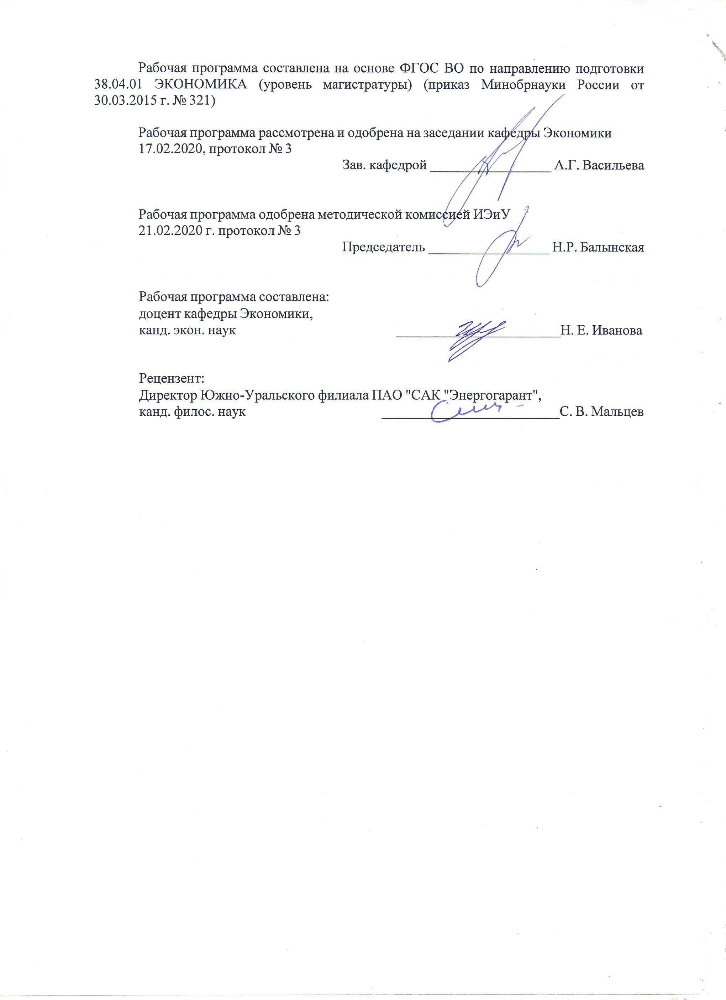 Рабочая программа составлена на основе ФГОС ВО по направлению подготовки
38.04.01 ЭКОНОМИКА (уровень магистратуры) (приказ Минобрнауки России от
30.03.2015 г. № 321)
Рабочая программа рассмотрена и одобрена на заседании кафедры Экономики
17.02.2020, протокол № 3
Зав. кафедрой ________________ А.Г. Васильева
Рабочая программа одобрена методической комиссией ИЭиУ
21.02.2020 г. протокол № 3
Председатель ________________ Н.Р. Балынская
Рабочая программа составлена:
доцент кафедры Экономики,
канд. экон. наук ______________________Н. Е. Иванова
Рецензент:
Директор Южно-Уральского филиала ПАО "САК "Энергогарант",
канд. филос. наук ________________________С. В. Мальцев